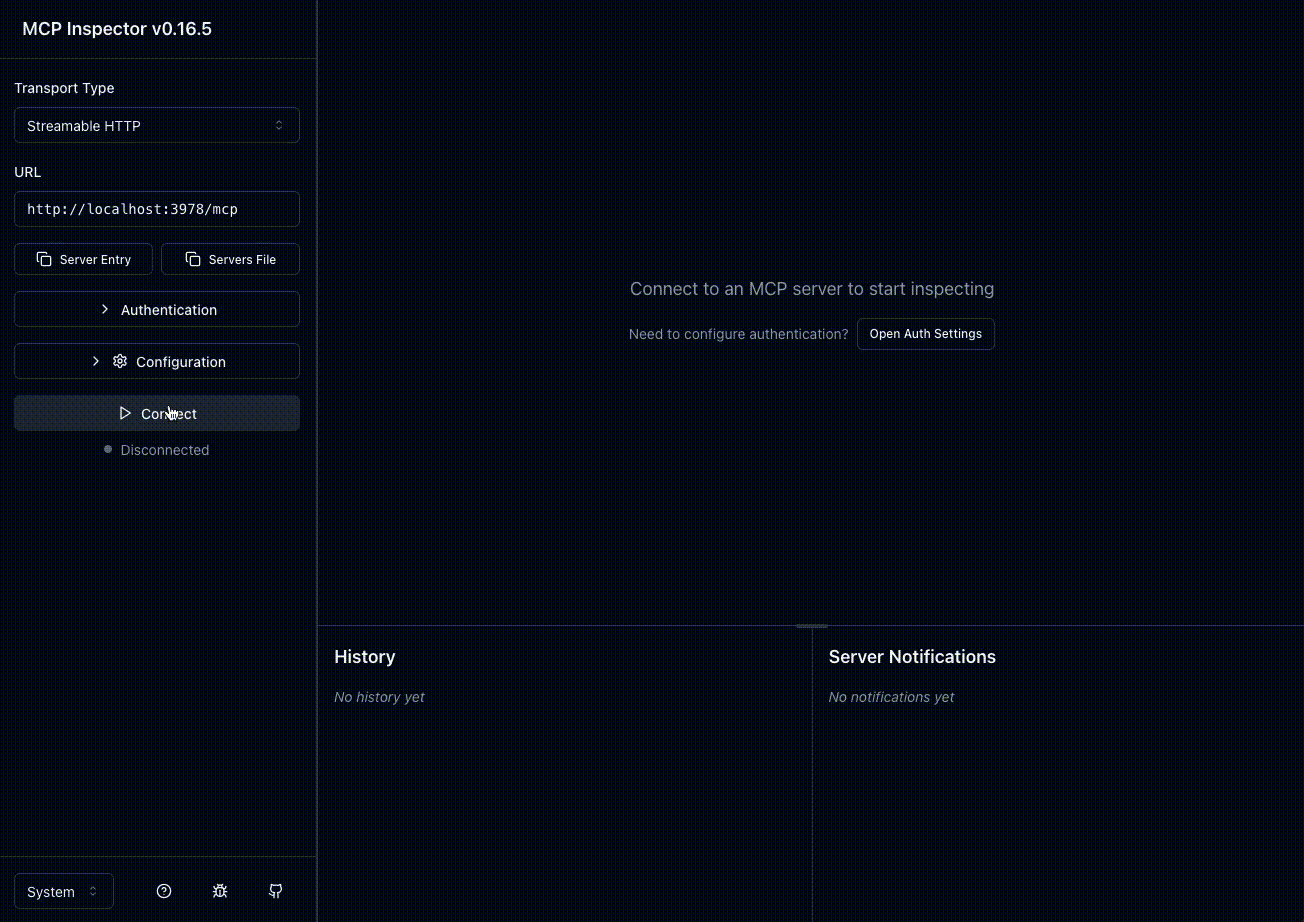 MCP Inspector v0.16.5
Transport Type
Streamable HTTP
URL
http://localhost:3978/mcp
Server Entry
Servers File
Authentication
Configuration
Connect
Disconnected
System
Connect to an MCP server to start inspecting
Need to configure authentication? Open Auth Settings
History
No history yet
Server Notifications
No notifications yet